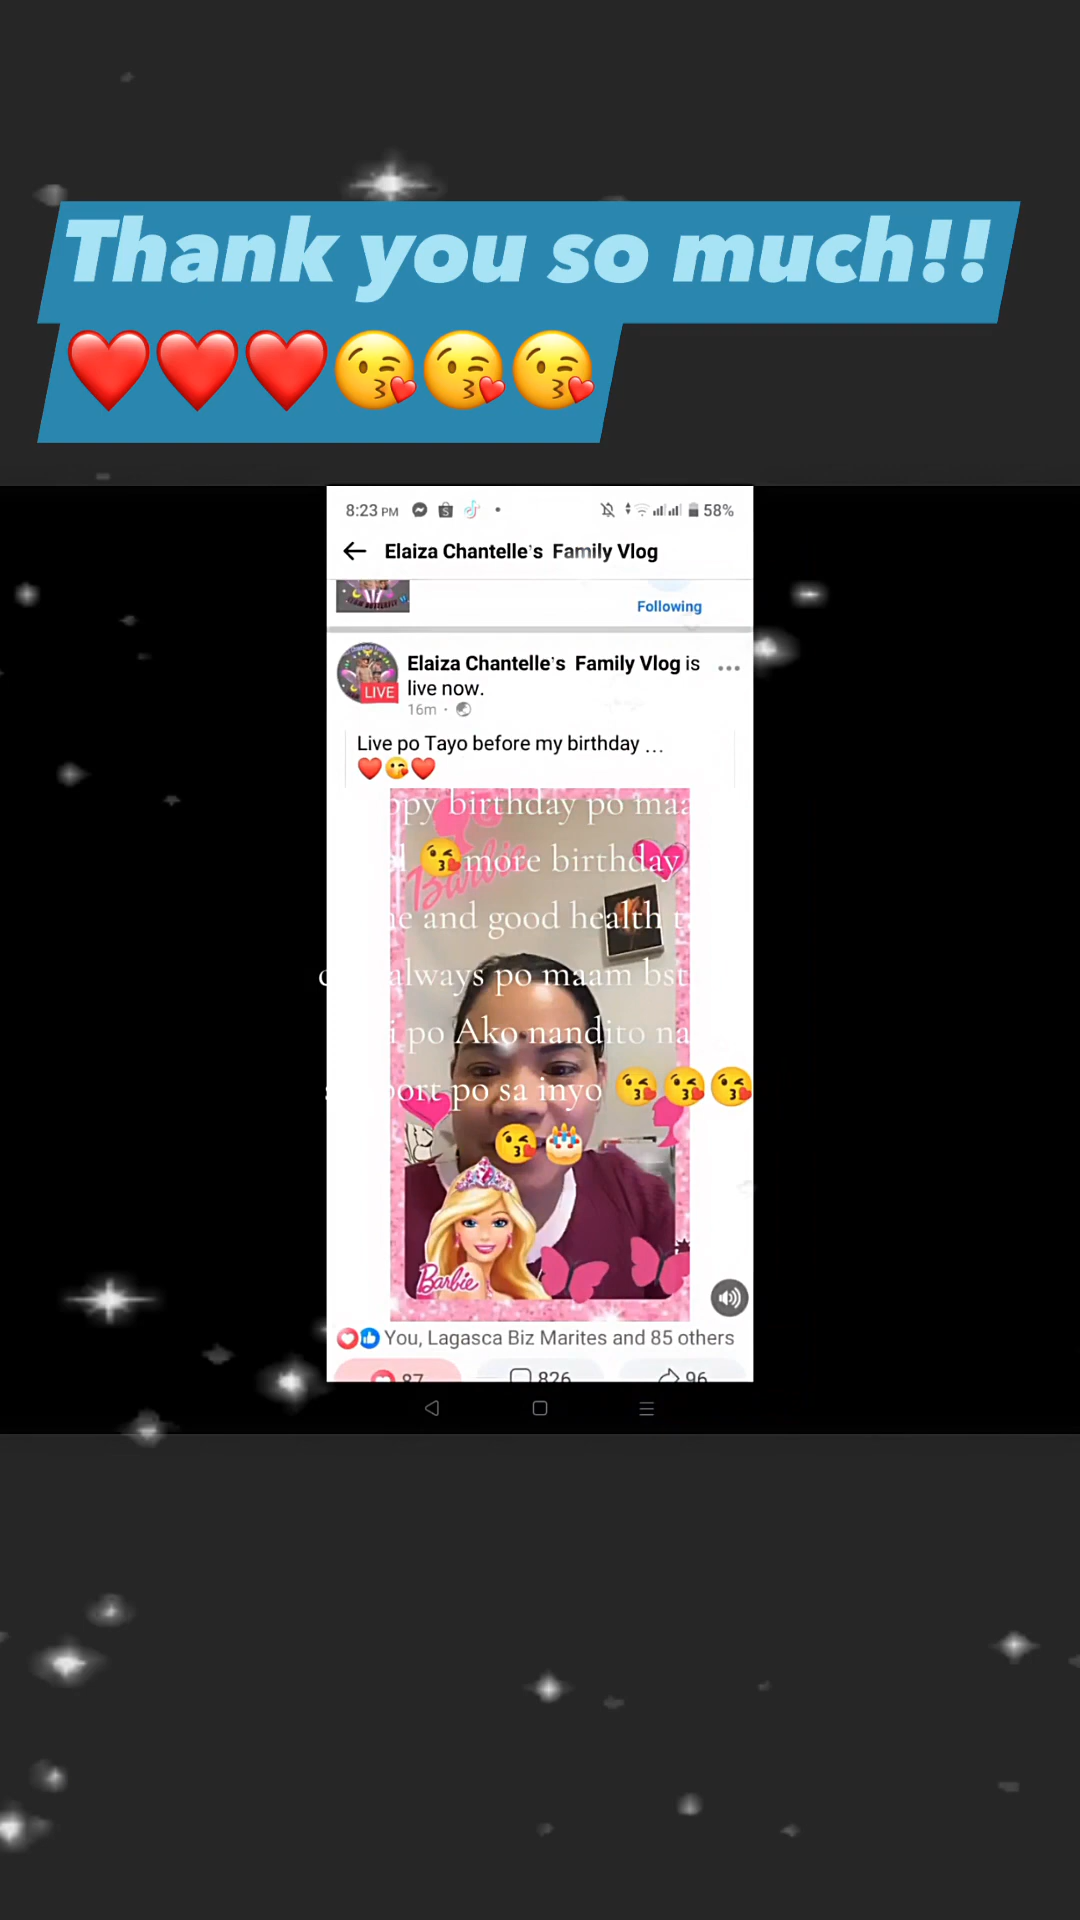 Thank you so much!!
❤️❤️❤️😘😘😘
8:23 PM 58%
Elaiza Chantelle's Family Vlog
Following
Elaiza Chantelle's Family Vlog is
LIVE
live now.
16m
Live po Tayo before my birthday ...
❤️😘❤️
birthday po
Barbie
😘more birthday
and good health
always po maam
po Ako nandito na
po sa inyo 😘😘😘
😘🎂
Barbie
You, Lagasca Biz Marites and 85 others
87 826 96